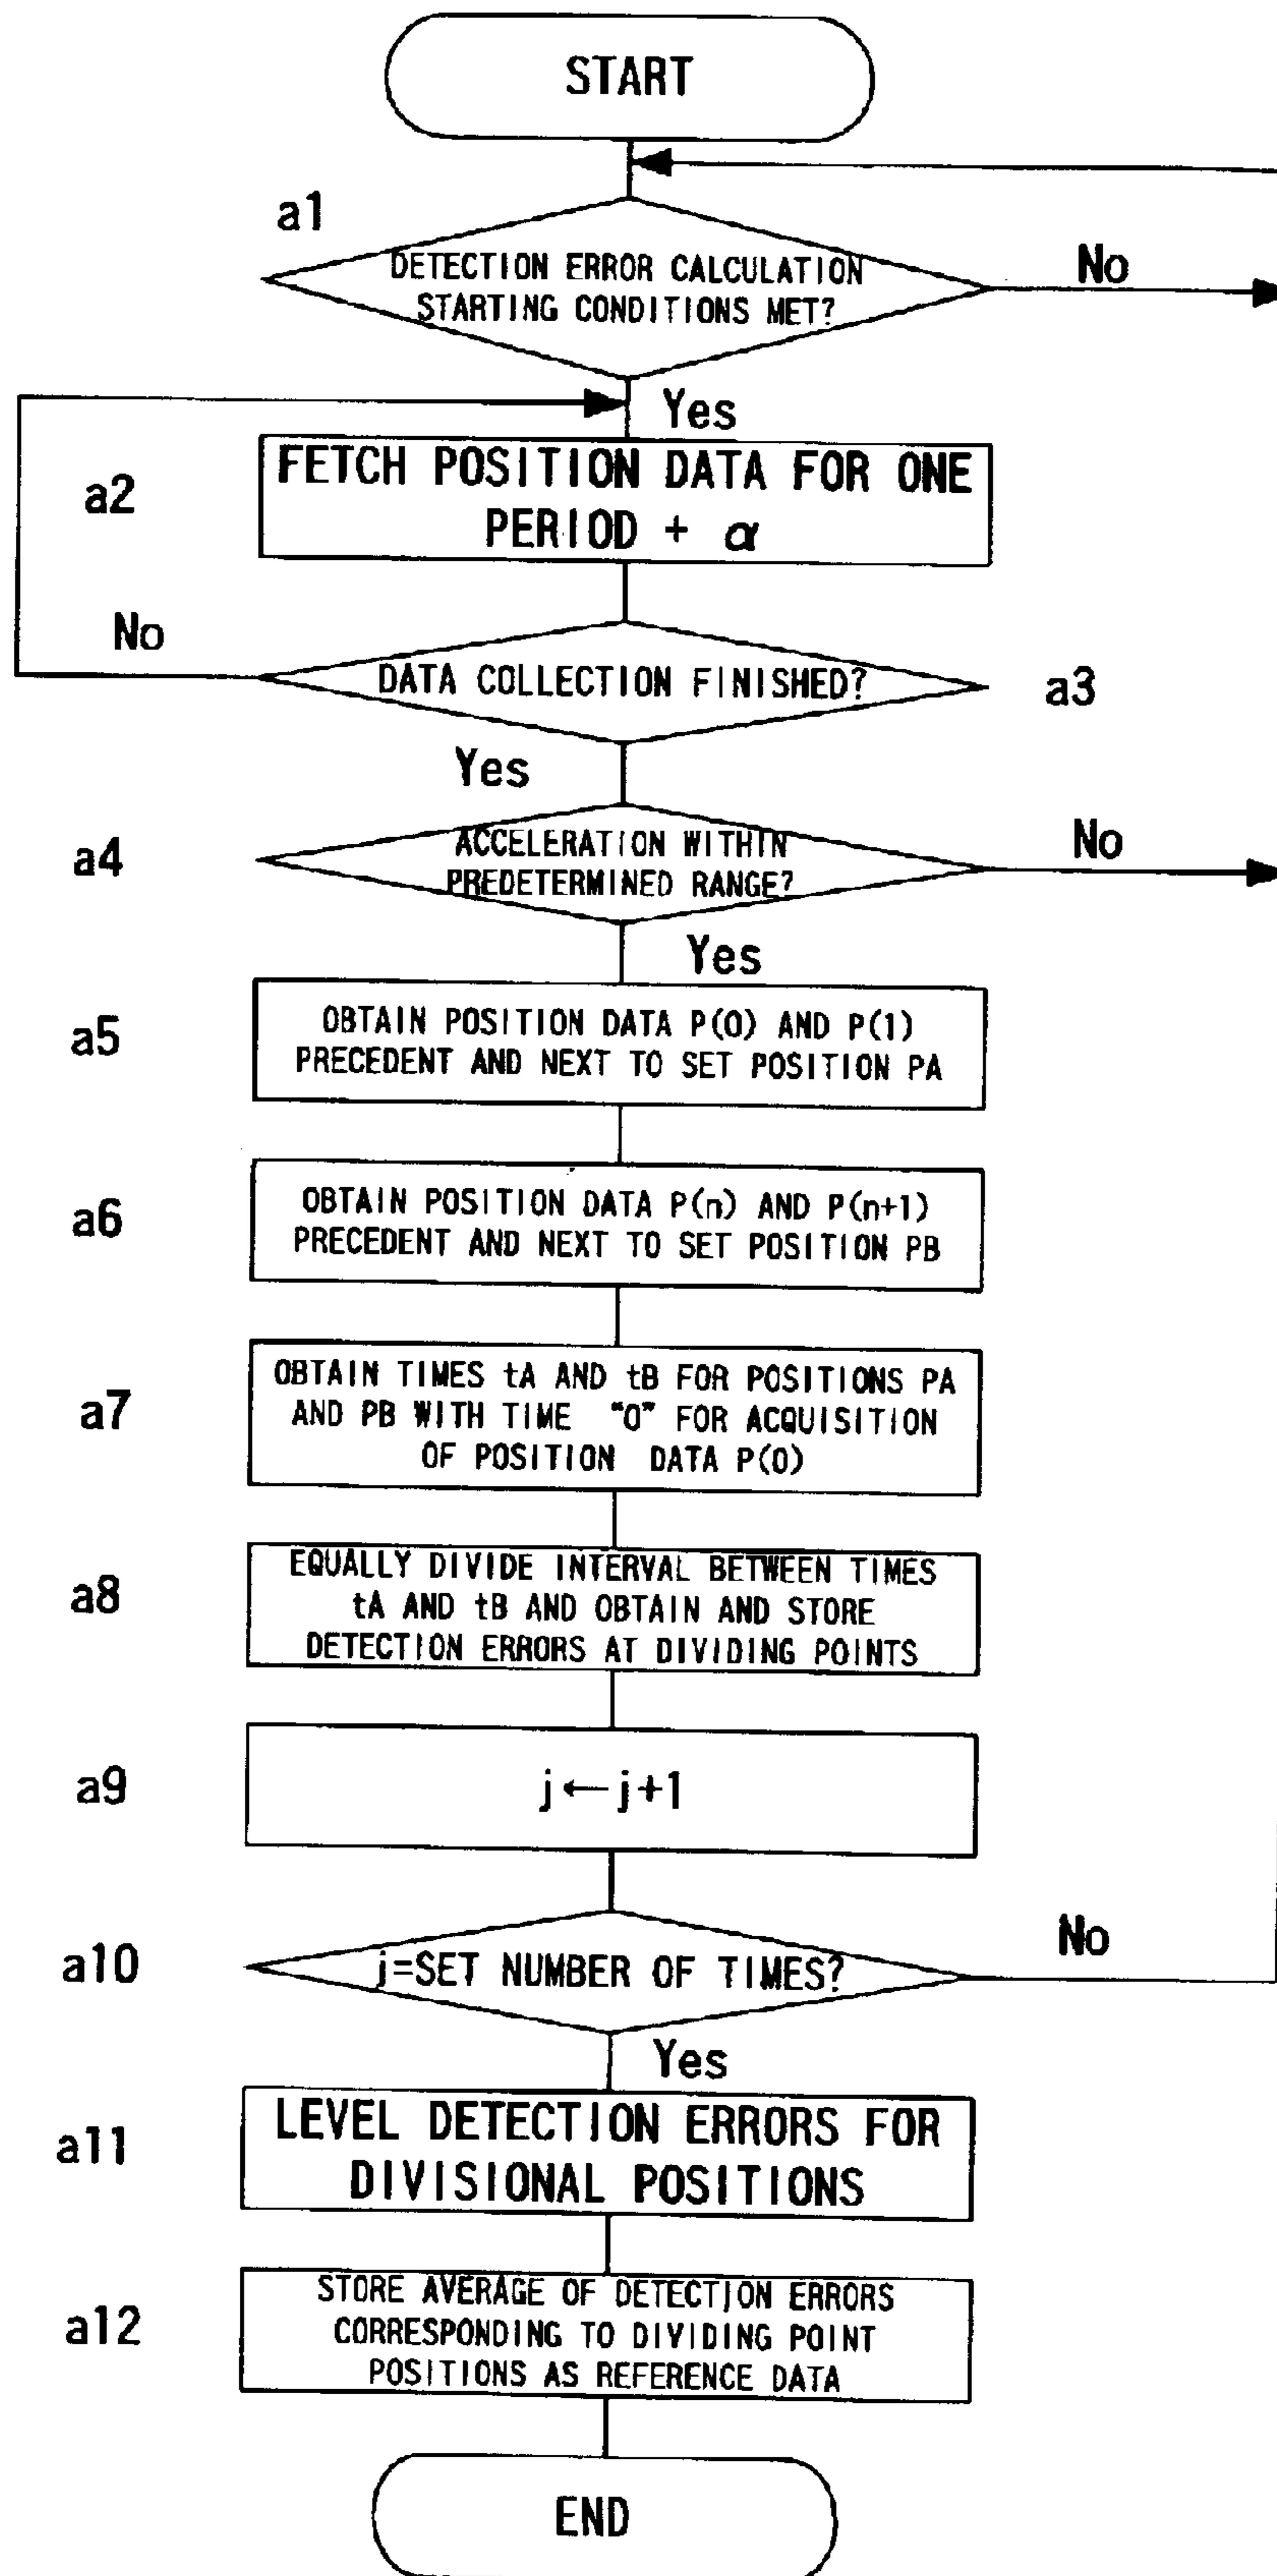 START
a1
DETECTION ERROR CALCULATION
STARTING CONDITIONS MET?
No
Yes
a2
FETCH POSITION DATA FOR ONE
PERIOD + α
No
DATA COLLECTION FINISHED?
a3
Yes
a4
ACCELERATION WITHIN
PREDETERMINED RANGE?
No
Yes
a5
OBTAIN POSITION DATA P(0) AND P(1)
PRECEDENT AND NEXT TO SET POSITION PA
a6
OBTAIN POSITION DATA P(n) AND P(n+1)
PRECEDENT AND NEXT TO SET POSITION PB
a7
OBTAIN TIMES tA AND tB FOR POSITIONS PA
AND PB WITH TIME "0" FOR ACQUISITION
OF POSITION DATA P(0)
a8
EQUALLY DIVIDE INTERVAL BETWEEN TIMES
tA AND tB AND OBTAIN AND STORE
DETECTION ERRORS AT DIVIDING POINTS
a9
j←j+1
a10
j=SET NUMBER OF TIMES?
No
Yes
a11
LEVEL DETECTION ERRORS FOR
DIVISIONAL POSITIONS
a12
STORE AVERAGE OF DETECTION ERRORS
CORRESPONDING TO DIVIDING POINT
POSITIONS AS REFERENCE DATA
END